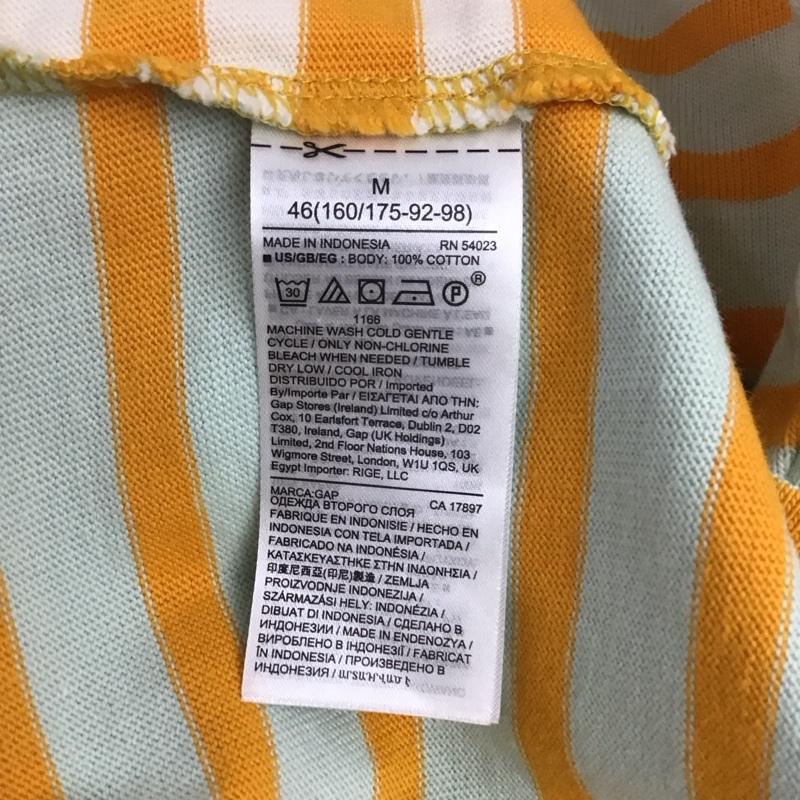 M
46(160/175-92-98)
MADE IN INDONESIA RN 54023
■ US/GB/EG : BODY: 100% COTTON
30 P ®
1166
MACHINE WASH COLD GENTLE
CYCLE / ONLY NON-CHLORINE
BLEACH WHEN NEEDED / TUMBLE
DRY LOW / COOL IRON
DISTRIBUIDO POR / Imported
By/Importe Par / ΕΙΣΑΓΕΤΑΙ ΑΠΟ ΤΗΝ:
Gap Stores (Ireland) Limited c/o Arthur
Cox, 10 Earlsfort Terrace, Dublin 2, D02
T380, Ireland, Gap (UK Holdings)
Limited, 2nd Floor Nations House, 103
Wigmore Street, London, W1U 1QS, UK
Egypt Importer: RIGE, LLC
MARCA:GAP CA 17897
ОДЕЖДА ВТОРОГО СЛОЯ
FABRIQUE EN INDONISIE / HECHO EN
INDONESIA CON TELA IMPORTADA /
FABRICADO NA INDONÉSIA /
ΚΑΤΑΣΚΕΥΑΣΤΗΚΕ ΣΤΗΝ ΙΝΔΟΝΗΣΙΑ /
印度尼西亞(印尼)製造 / ZEMLJA
PROIZVODNJE INDONEZIJA /
SZÁRMAZÁSI HELY: INDONÉZIA /
DIBUAT DI INDONESIA / СДЕЛАНО В
ИНДОНЕЗИИ / MADE IN ENDENOZYA /
ВИРОБЛЕНО В ІНДОНЕЗІЇ / FABRICAT
ÎN INDONESIA / ПРОИЗВЕДЕНО В
ИНДОНЕЗИЯ /